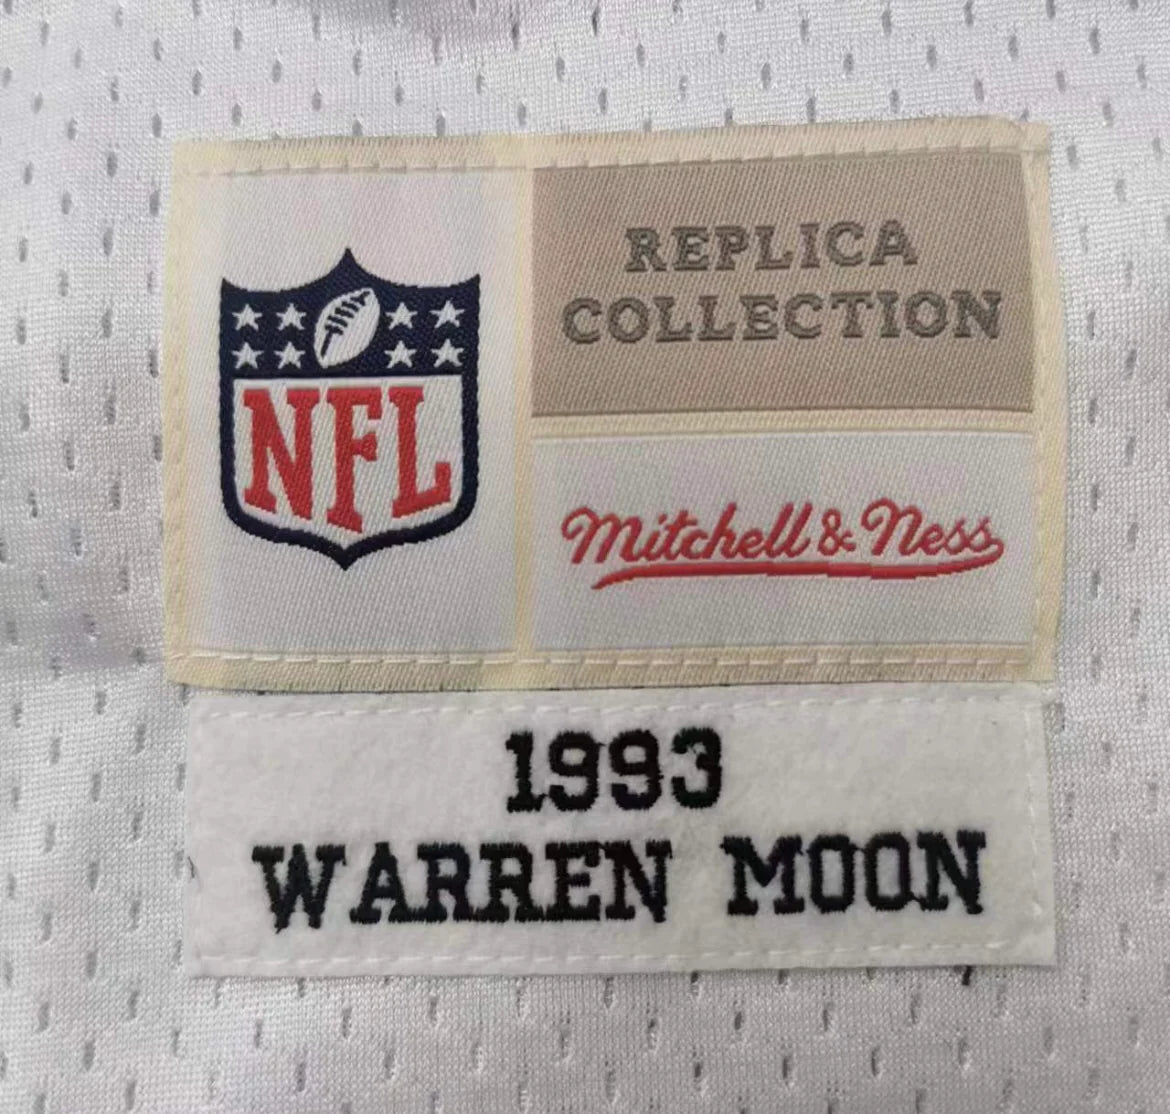 NFL
REPLICA
COLLECTION
Mitchell & Ness
1993
WARREN MOON